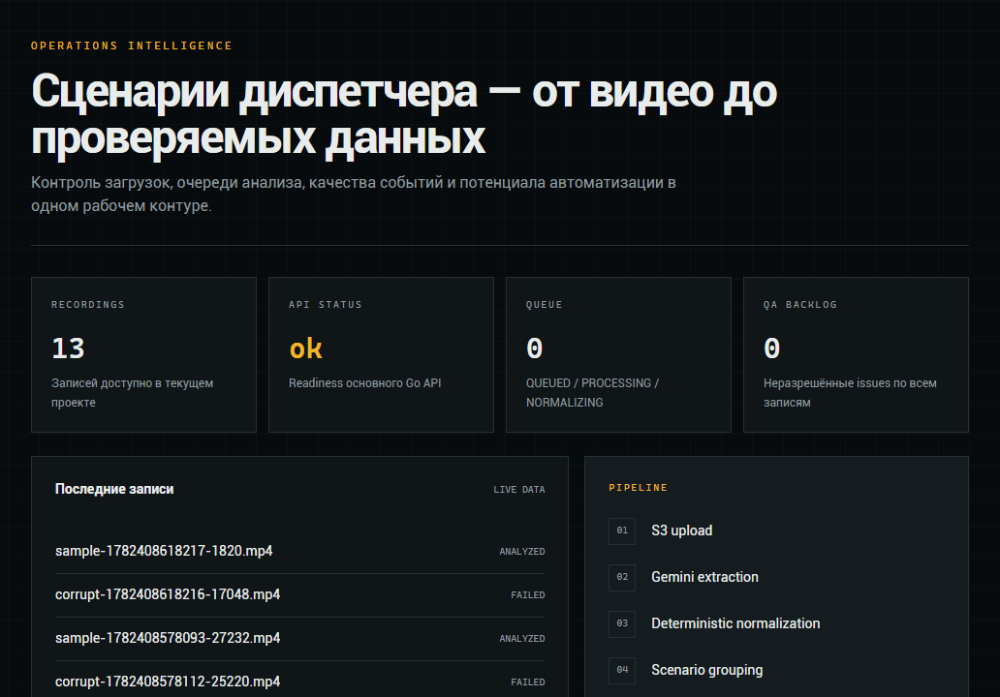 OPERATIONS INTELLIGENCE
Сценарии диспетчера — от видео до
проверяемых данных
Контроль загрузок, очереди анализа, качества событий и потенциала автоматизации в
одном рабочем контуре.
RECORDINGS
13
Записей доступно в текущем
проекте
API STATUS
ok
Readiness основного Go API
QUEUE
0
QUEUED / PROCESSING /
NORMALIZING
QA BACKLOG
0
Неразрешённые issues по всем
записям
Последние записи
LIVE DATA
sample-1782408618217-1820.mp4
ANALYZED
corrupt-1782408618216-17048.mp4
FAILED
sample-1782408578093-27232.mp4
ANALYZED
corrupt-1782408578112-25220.mp4
FAILED
PIPELINE
01
S3 upload
02
Gemini extraction
03
Deterministic normalization
04
Scenario grouping